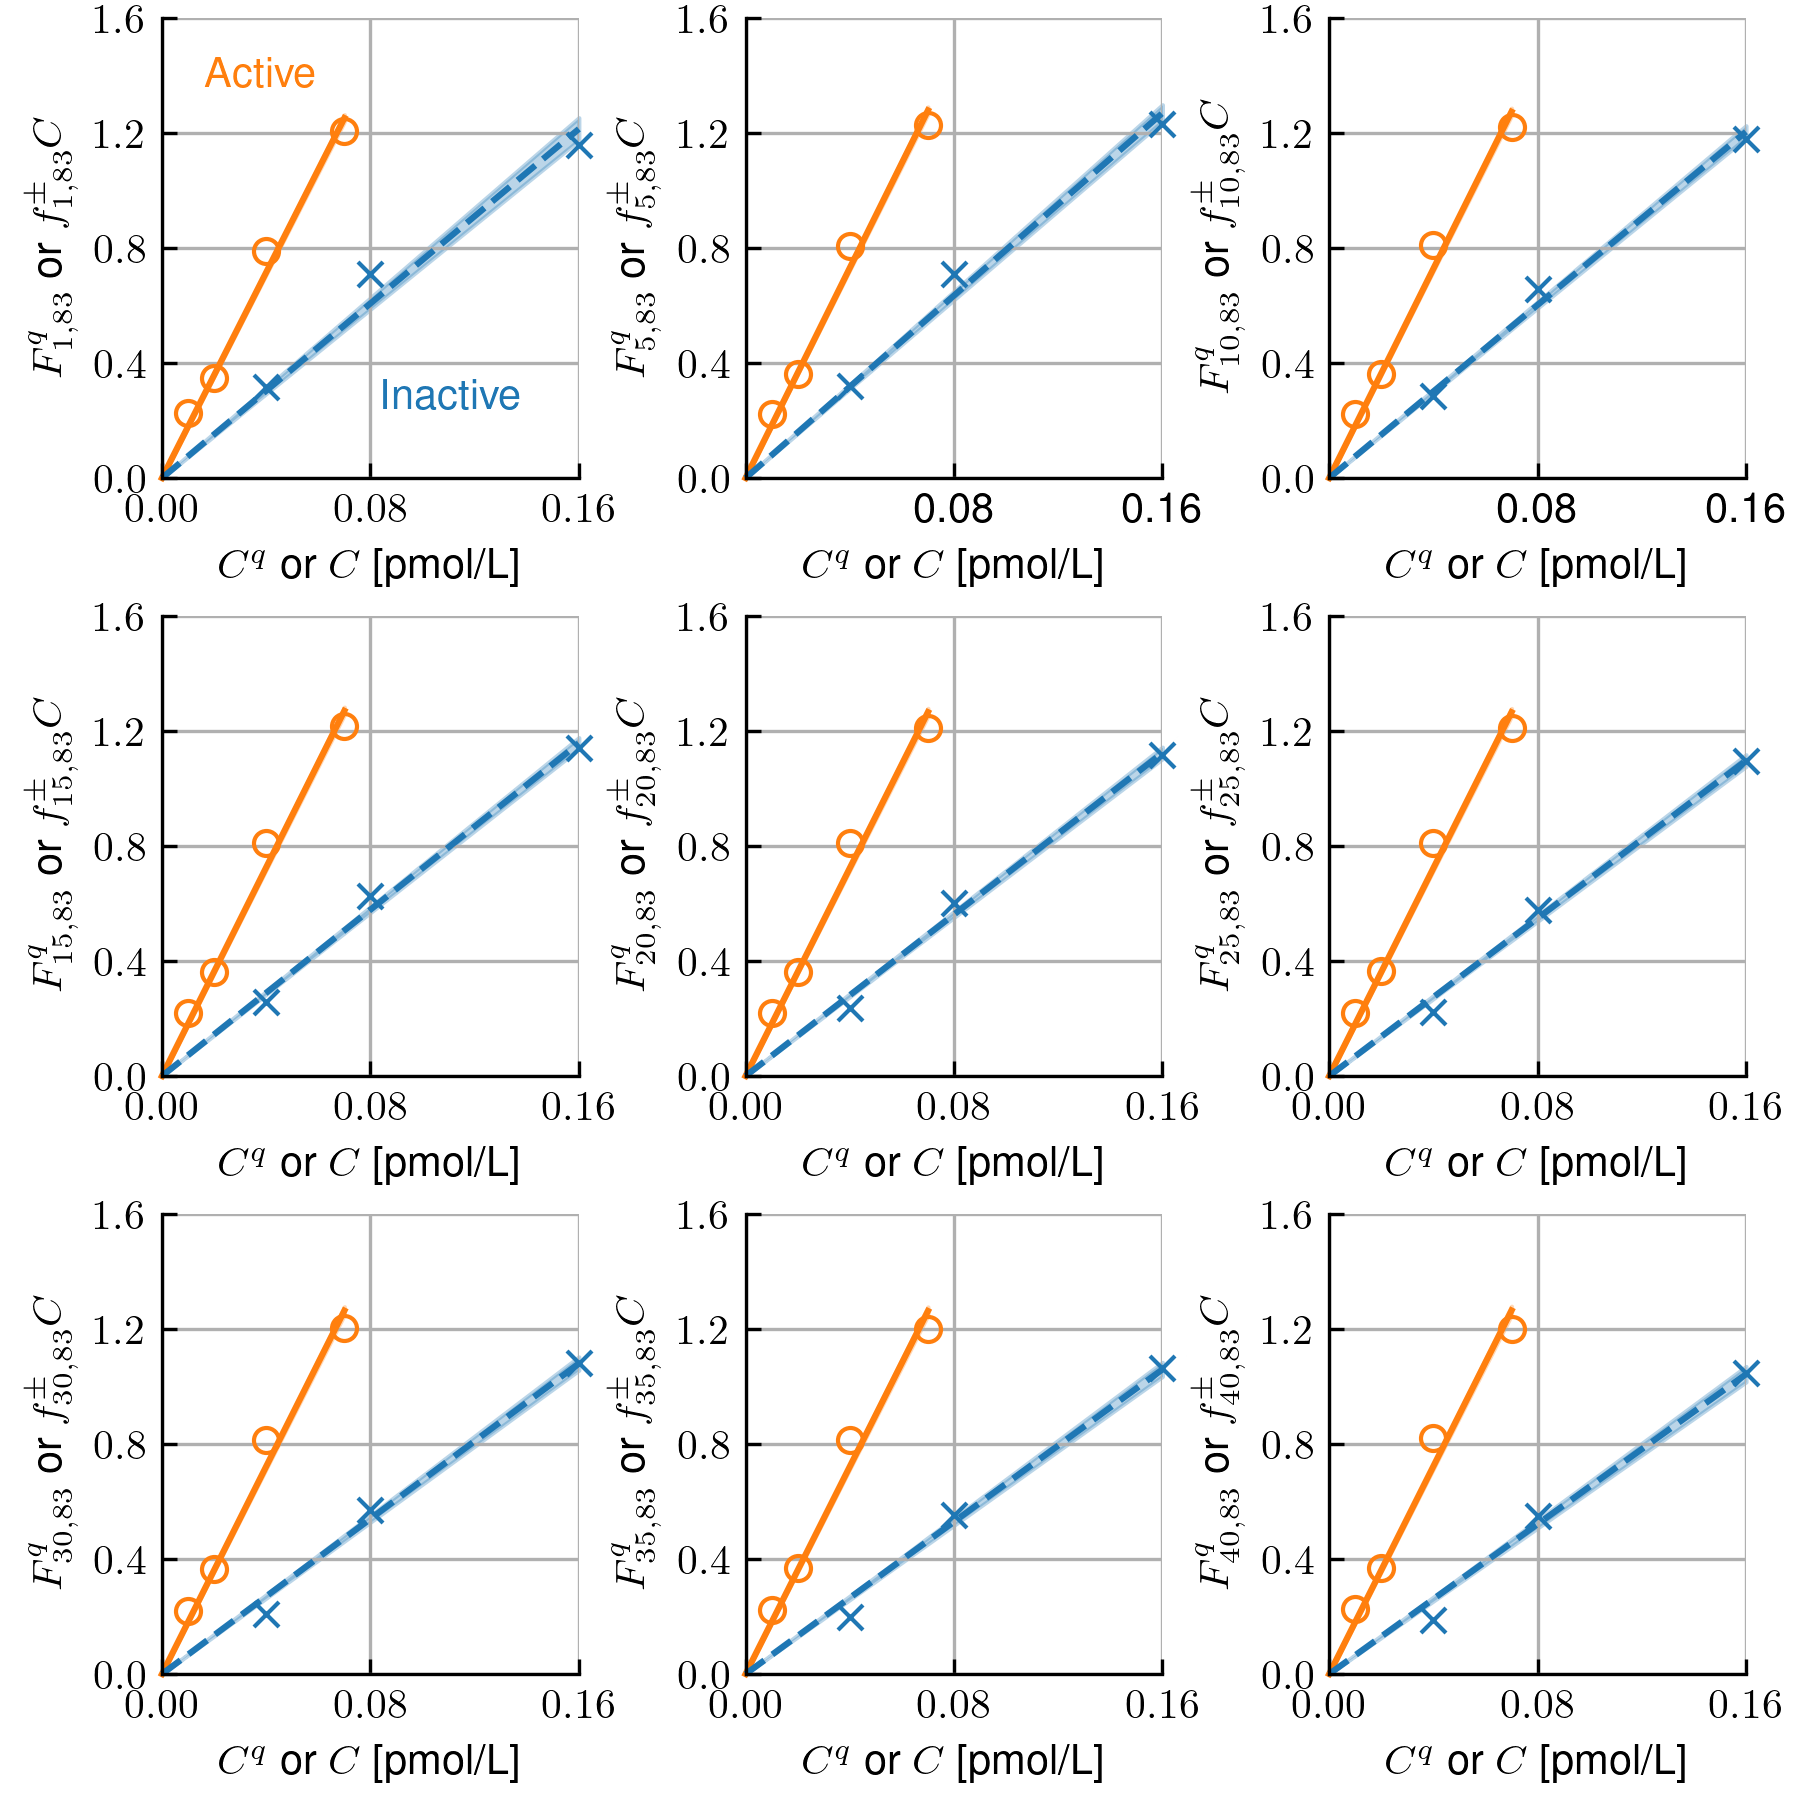 1.6
1.2
0.8
0.4
0.0
0.00 0.08 0.16
Active
Inactive
F^q_{1,83} or f^±_{1,83}C
C^q or C [pmol/L]
1.6
1.2
0.8
0.4
0.0
0.08 0.16
F^q_{5,83} or f^±_{5,83}C
C^q or C [pmol/L]
1.6
1.2
0.8
0.4
0.0
0.08 0.16
F^q_{10,83} or f^±_{10,83}C
C^q or C [pmol/L]
1.6
1.2
0.8
0.4
0.0
0.00 0.08 0.16
F^q_{15,83} or f^±_{15,83}C
C^q or C [pmol/L]
1.6
1.2
0.8
0.4
0.0
0.00 0.08 0.16
F^q_{20,83} or f^±_{20,83}C
C^q or C [pmol/L]
1.6
1.2
0.8
0.4
0.0
0.00 0.08 0.16
F^q_{25,83} or f^±_{25,83}C
C^q or C [pmol/L]
1.6
1.2
0.8
0.4
0.0
0.00 0.08 0.16
F^q_{30,83} or f^±_{30,83}C
C^q or C [pmol/L]
1.6
1.2
0.8
0.4
0.0
0.00 0.08 0.16
F^q_{35,83} or f^±_{35,83}C
C^q or C [pmol/L]
1.6
1.2
0.8
0.4
0.0
0.00 0.08 0.16
F^q_{40,83} or f^±_{40,83}C
C^q or C [pmol/L]